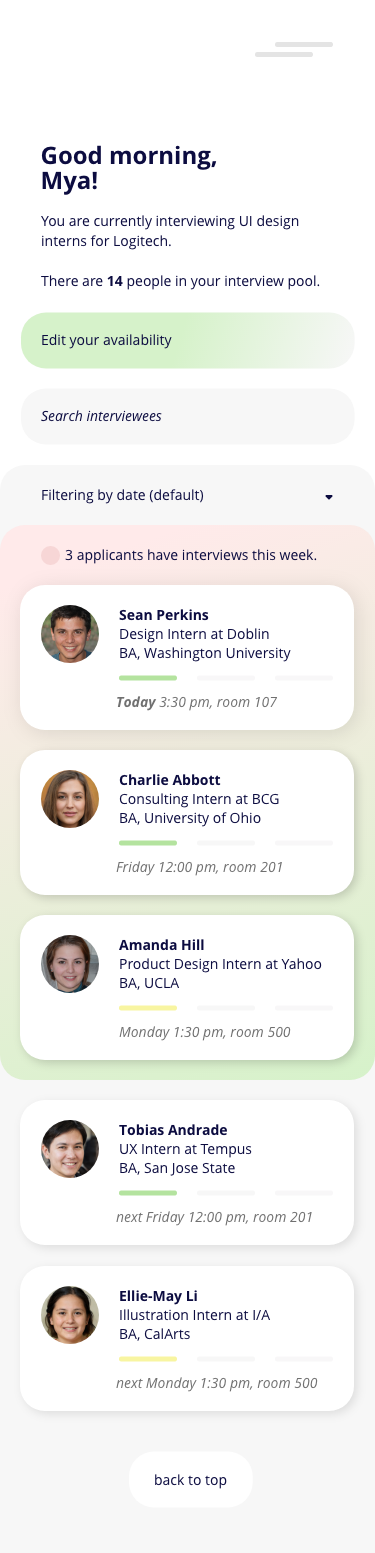 Good morning,
Mya!
You are currently interviewing UI design
interns for Logitech.
There are 14 people in your interview pool.
Edit your availability
Search interviewees
Filtering by date (default)
3 applicants have interviews this week.
Sean Perkins
Design Intern at Doblin
BA, Washington University
Today 3:30 pm, room 107
Charlie Abbott
Consulting Intern at BCG
BA, University of Ohio
Friday 12:00 pm, room 201
Amanda Hill
Product Design Intern at Yahoo
BA, UCLA
Monday 1:30 pm, room 500
Tobias Andrade
UX Intern at Tempus
BA, San Jose State
next Friday 12:00 pm, room 201
Ellie-May Li
Illustration Intern at I/A
BA, CalArts
next Monday 1:30 pm, room 500
back to top